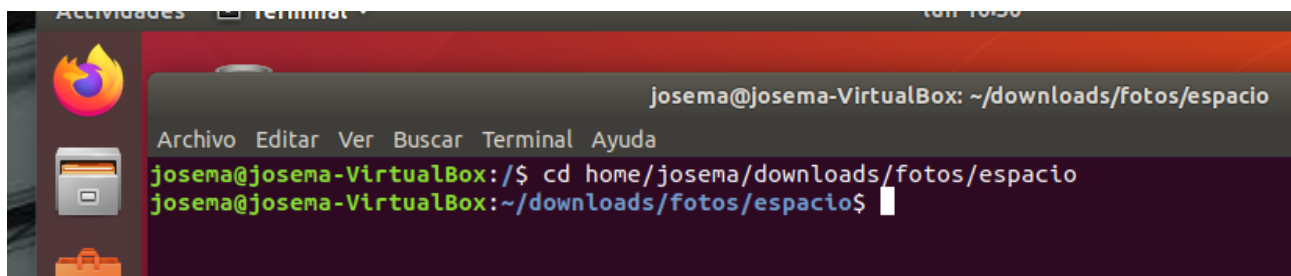 Actividades Terminal
josema@josema-VirtualBox: ~/downloads/fotos/espacio
Archivo Editar Ver Buscar Terminal Ayuda
josema@josema-VirtualBox:/$ cd home/josema/downloads/fotos/espacio
josema@josema-VirtualBox:~/downloads/fotos/espacio$